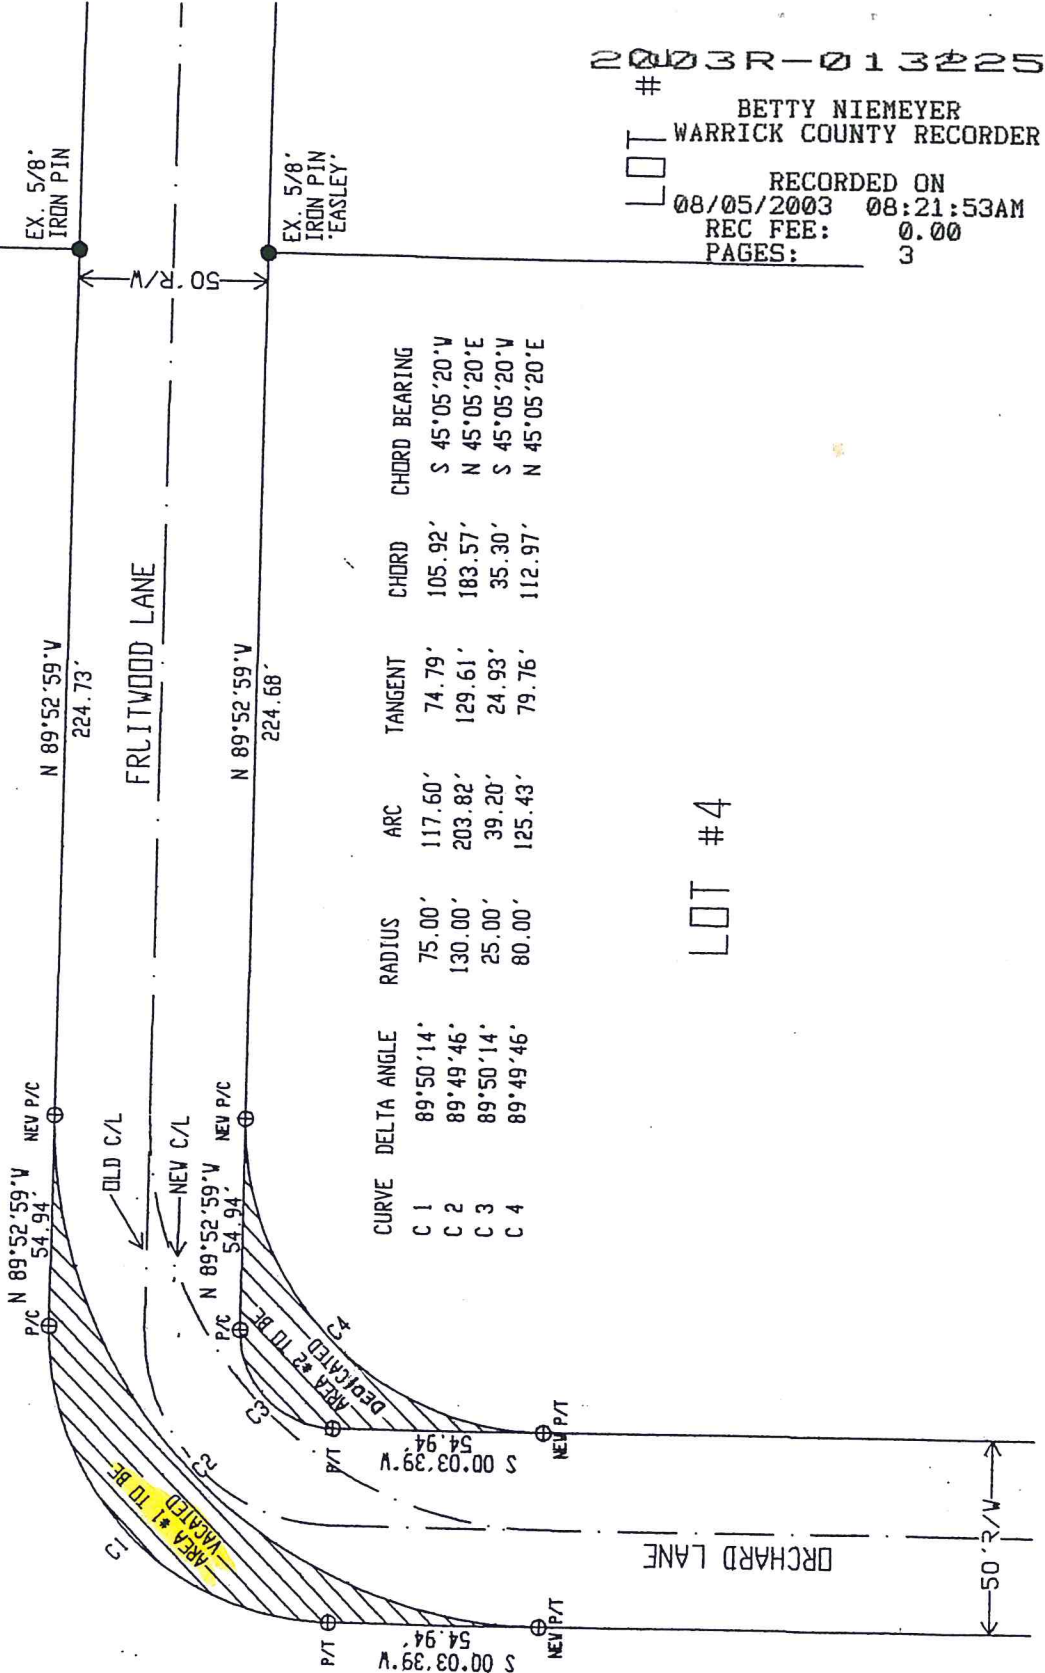 2003R-013225
BETTY NIEMEYER
WARRICK COUNTY RECORDER
RECORDED ON
08/05/2003 08:21:53AM
REC FEE: 0.00
PAGES: 3
LOT #
EX. 5/8"
IRON PIN
EX. 5/8"
IRON PIN
"EASLEY"
50' R/W
N 89°52'59"W
224.73'
FRUITWOOD LANE
N 89°52'59"W
224.68'
CURVE DELTA ANGLE RADIUS ARC TANGENT CHORD CHORD BEARING
C 1 89°50'14" 75.00' 117.60' 74.79' 105.92' S 45°05'20"W
C 2 89°49'46" 130.00' 203.82' 129.61' 183.57' N 45°05'20"E
C 3 89°50'14" 25.00' 39.20' 24.93' 35.30' S 45°05'20"W
C 4 89°49'46" 80.00' 125.43' 79.76' 112.97' N 45°05'20"E
LOT #4
N 89°52'59"W
54.94'
NEW P/C
P/C
OLD C/L
NEW C/L
N 89°52'59"W
54.94'
NEW P/C
P/C
AREA #1 TO BE
VACATED
AREA #2 TO BE
DEDICATED
C1
C2
C3
C4
P/T
S 00°03'39"W
54.94'
NEW P/T
P/T
S 00°03'39"W
54.94'
NEW P/T
ORCHARD LANE
50' R/W